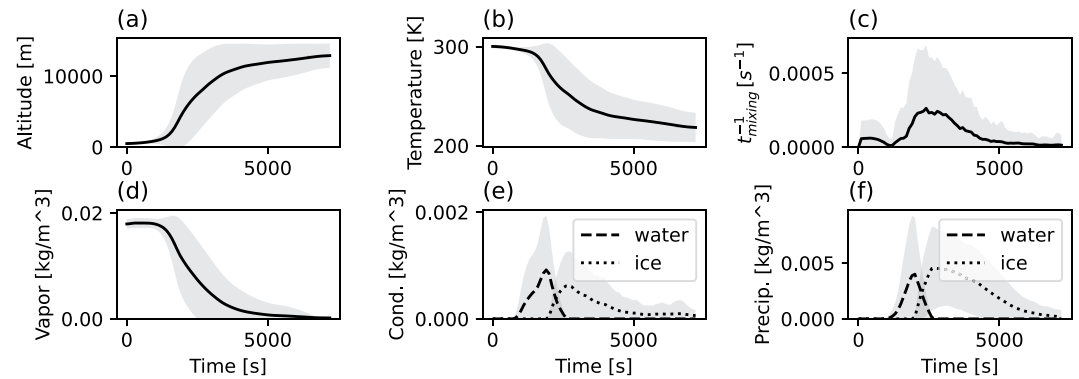 (a)
Altitude [m]
10000
0
0
5000
(b)
Temperature [K]
300
200
0
5000
(c)
t_{mixing}^{-1} [s^{-1}]
0.0005
0.0000
0
5000
(d)
Vapor [kg/m^3]
0.02
0.00
0
5000
Time [s]
(e)
Cond. [kg/m^3]
0.002
0.000
water
ice
0
5000
Time [s]
(f)
Precip. [kg/m^3]
0.005
0.000
water
ice
0
5000
Time [s]